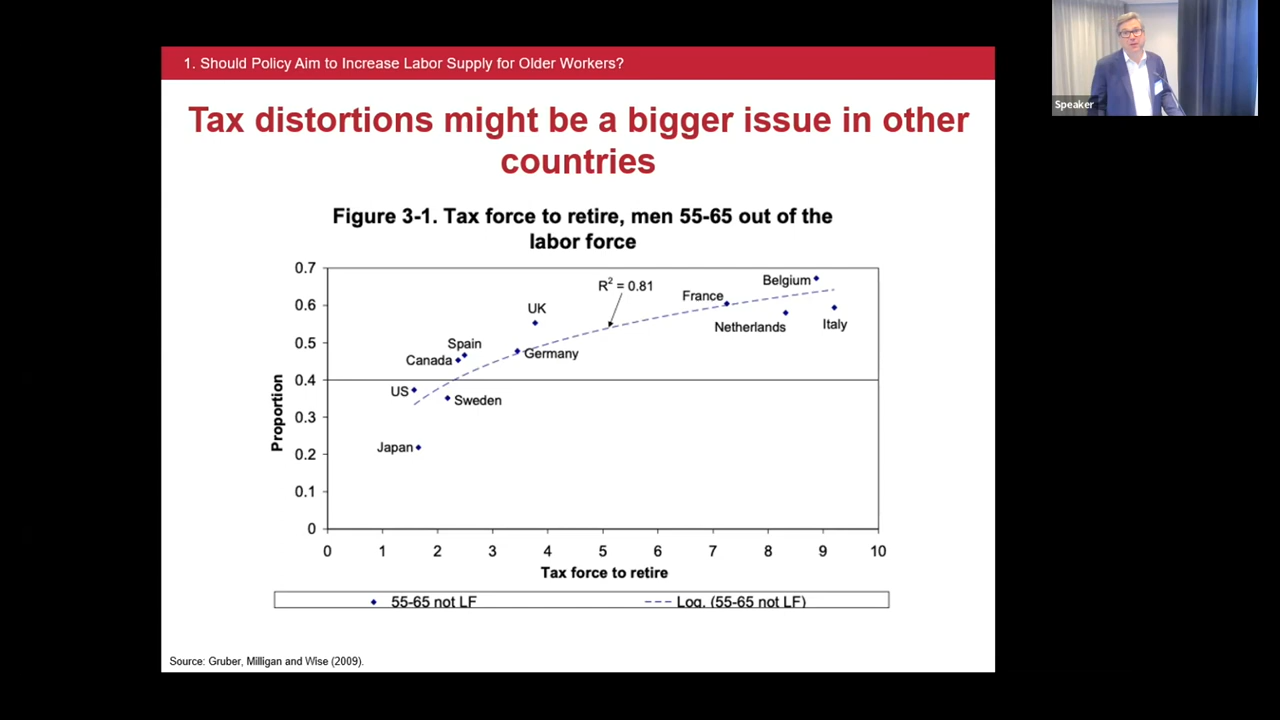 1. Should Policy Aim to Increase Labor Supply for Older Workers?
Speaker
Tax distortions might be a bigger issue in other
countries
Figure 3-1. Tax force to retire, men 55-65 out of the
labor force
0.7
0.6
0.5
0.4
0.3
0.2
0.1
0
Proportion
R² = 0.81
Belgium
France
UK
Netherlands
Italy
Spain
Canada
Germany
US
Sweden
Japan
0 1 2 3 4 5 6 7 8 9 10
Tax force to retire
55-65 not LF
Log. (55-65 not LF)
Source: Gruber, Milligan and Wise (2009).